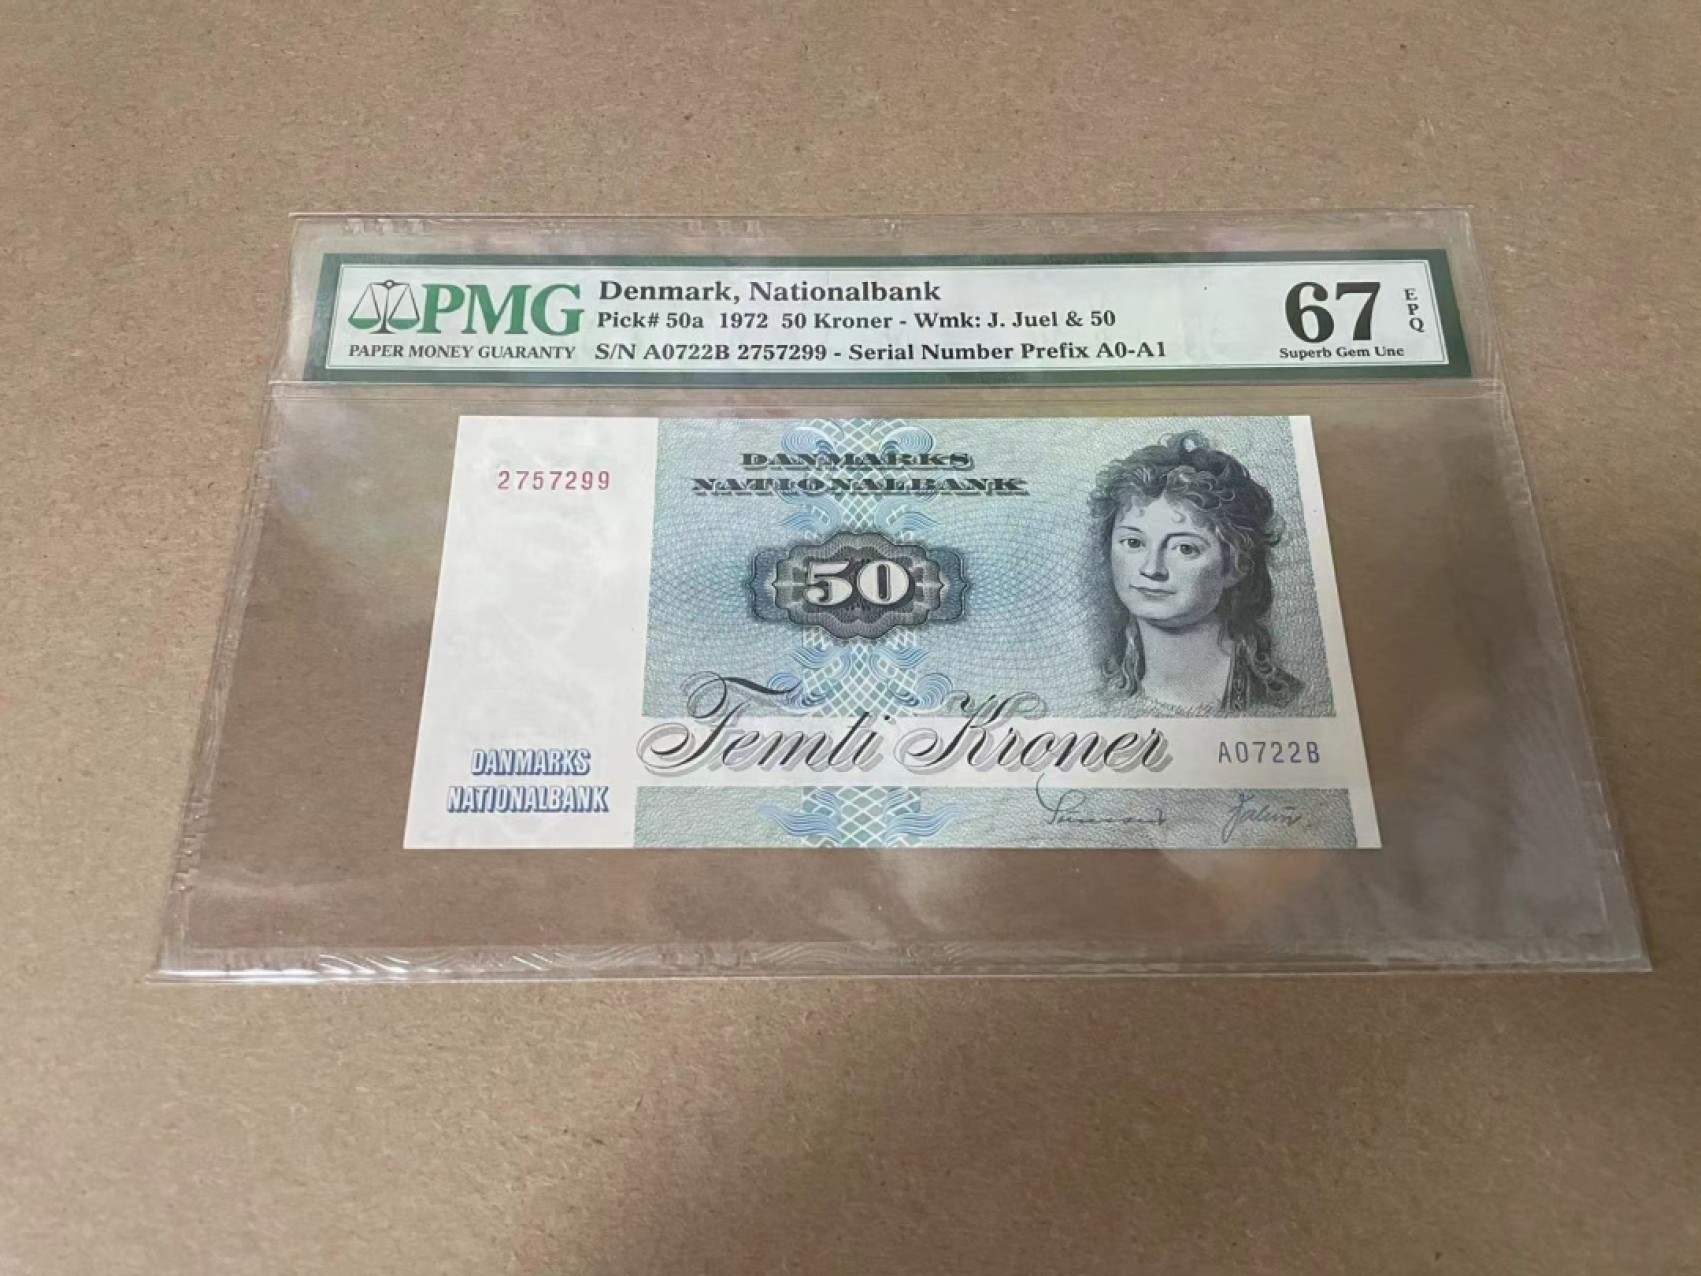 PMG
PAPER MONEY GUARANTY
Denmark, Nationalbank
Pick# 50a 1972 50 Kroner - Wmk: J. Juel & 50
S/N A0722B 2757299 - Serial Number Prefix A0-A1
67
EPQ
Superb Gem Unc
2757299
DANMARKS
NATIONALBANK
50
Femti Kroner
A0722B
DANMARKS
NATIONALBANK